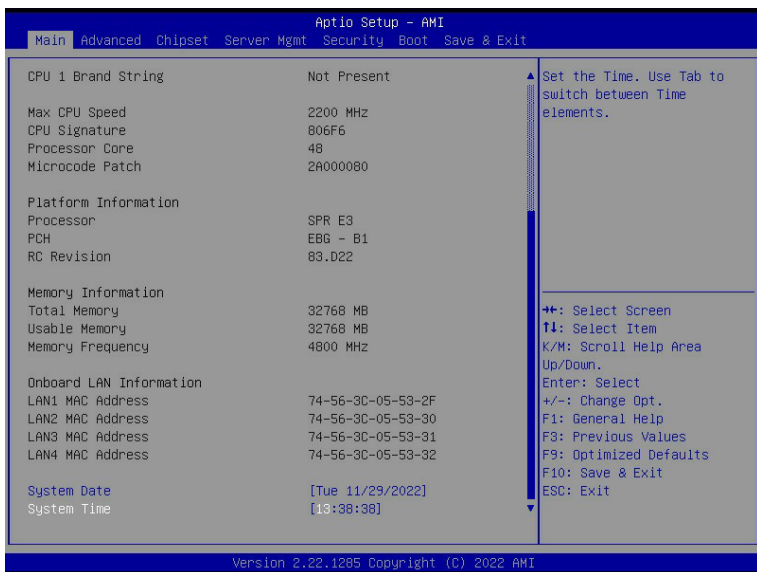 Aptio Setup – AMI
Main Advanced Chipset Server Mgmt Security Boot Save & Exit
CPU 1 Brand String Not Present
Max CPU Speed 2200 MHz
CPU Signature 806F6
Processor Core 48
Microcode Patch 2A000080
Platform Information
Processor SPR E3
PCH EBG - B1
RC Revision 83.D22
Memory Information
Total Memory 32768 MB
Usable Memory 32768 MB
Memory Frequency 4800 MHz
Onboard LAN Information
LAN1 MAC Address 74-56-3C-05-53-2F
LAN2 MAC Address 74-56-3C-05-53-30
LAN3 MAC Address 74-56-3C-05-53-31
LAN4 MAC Address 74-56-3C-05-53-32
System Date [Tue 11/29/2022]
System Time [13:38:38]
Set the Time. Use Tab to
switch between Time
elements.
→←: Select Screen
↑↓: Select Item
K/M: Scroll Help Area
Up/Down.
Enter: Select
+/-: Change Opt.
F1: General Help
F3: Previous Values
F9: Optimized Defaults
F10: Save & Exit
ESC: Exit
Version 2.22.1285 Copyright (C) 2022 AMI